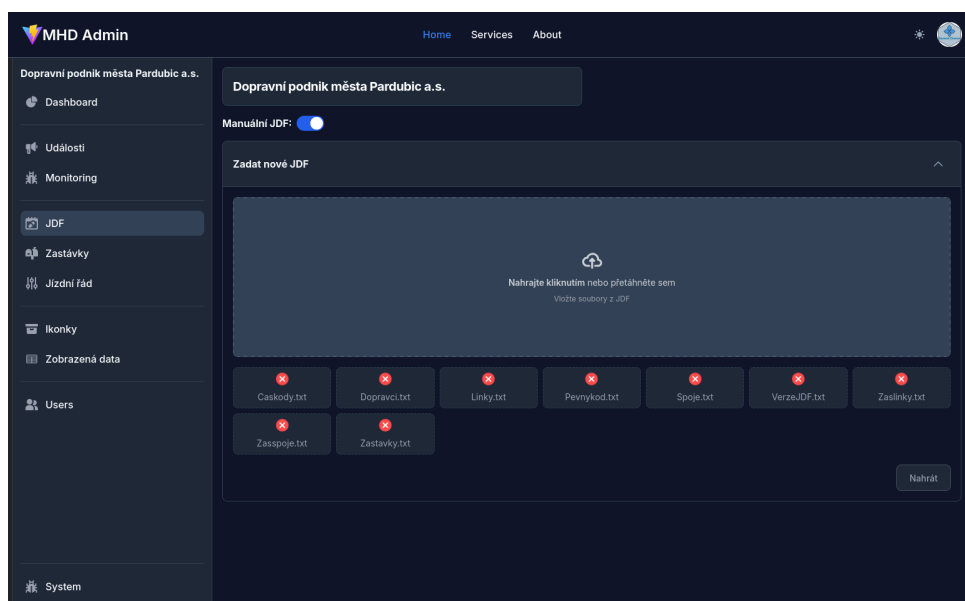 MHD Admin
Home Services About
Dopravní podnik města Pardubic a.s.
Dashboard
Události
Monitoring
JDF
Zastávky
Jízdní řád
Ikonky
Zobrazená data
Users
System
Dopravní podnik města Pardubic a.s.
Manuální JDF:
Zadat nové JDF
Nahrajte kliknutím nebo přetáhněte sem
Vložte soubory z JDF
Caskody.txt Dopravci.txt Linky.txt Pevnykod.txt Spoje.txt VerzeJDF.txt Zaslinky.txt
Zasspoje.txt Zastavky.txt
Nahrát